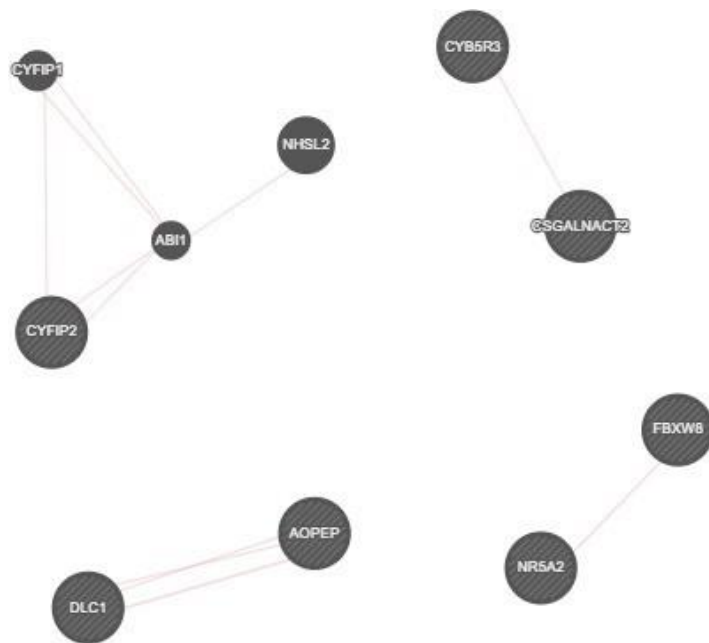 CYB5R3
CYFIP1
NHSL2
CSGALNACT2
ABI1
CYFIP2
FBXW8
AOPEP
NR5A2
DLC1